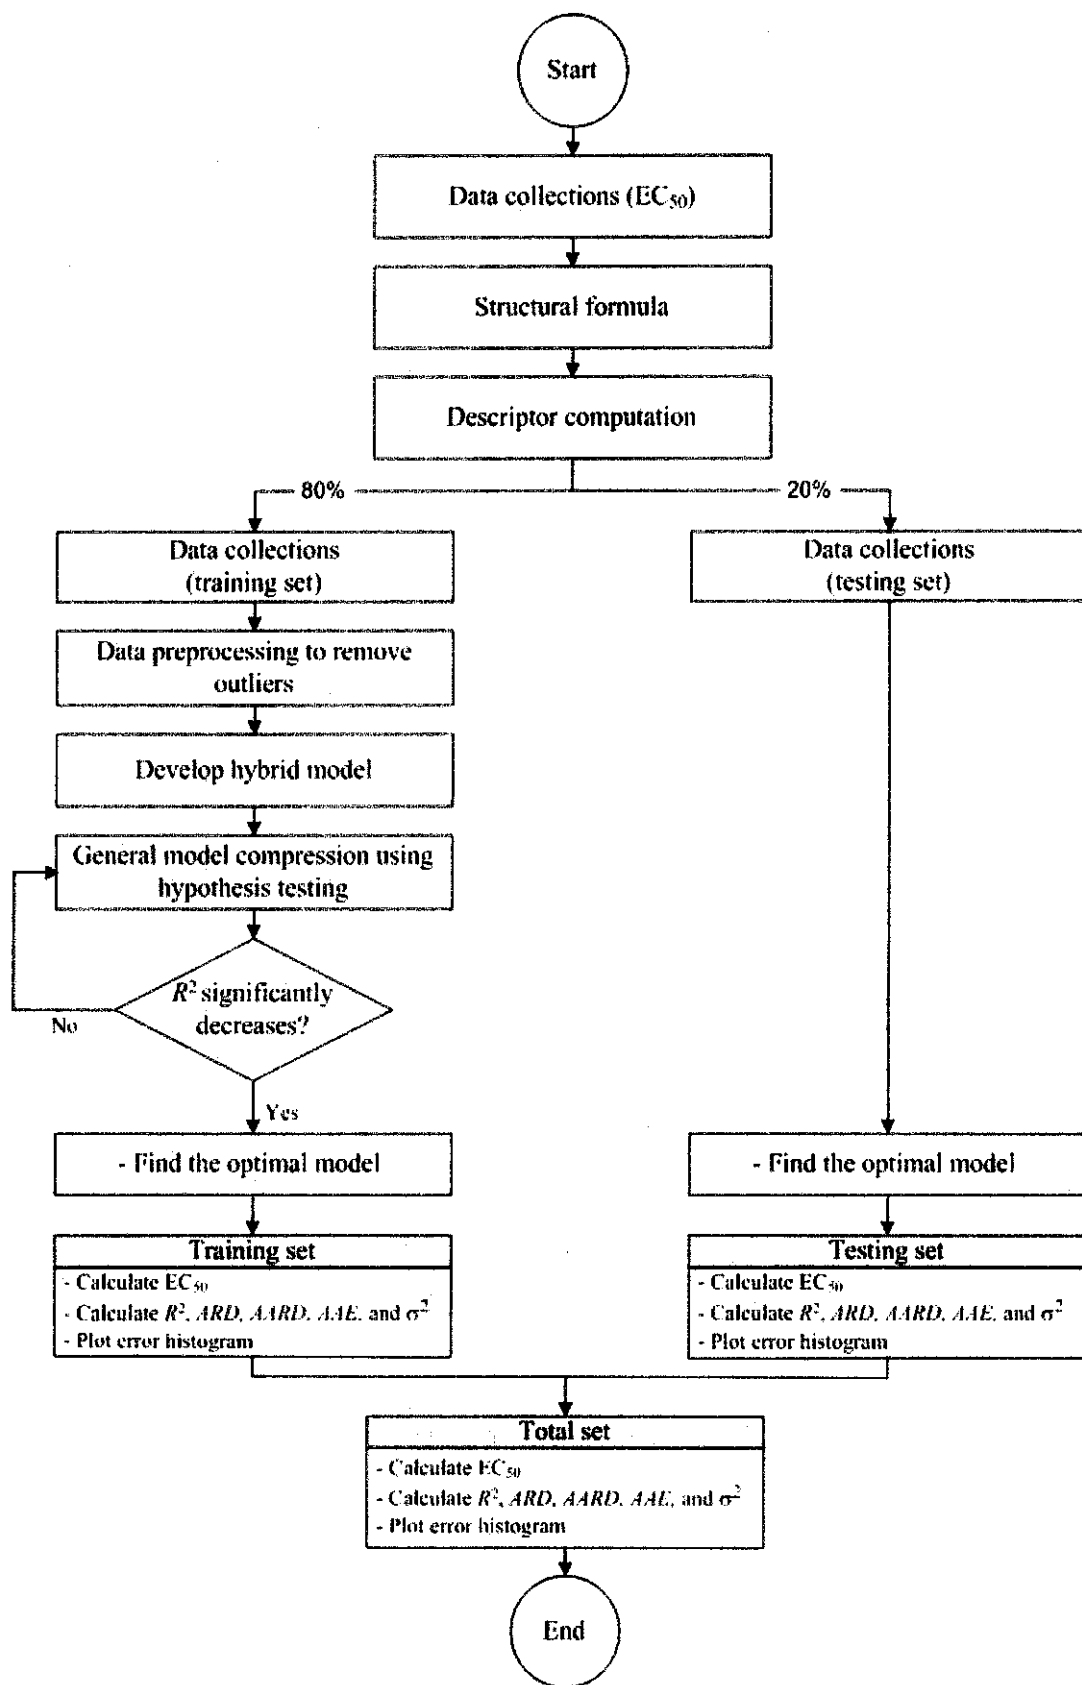 Start
Data collections (EC₅₀)
Structural formula
Descriptor computation
80%
20%
Data collections
(training set)
Data collections
(testing set)
Data preprocessing to remove
outliers
Develop hybrid model
General model compression using
hypothesis testing
R² significantly
decreases?
No
Yes
- Find the optimal model
- Find the optimal model
Training set
- Calculate EC₅₀
- Calculate R², ARD, AARD, AAE, and σ²
- Plot error histogram
Testing set
- Calculate EC₅₀
- Calculate R², ARD, AARD, AAE, and σ²
- Plot error histogram
Total set
- Calculate EC₅₀
- Calculate R², ARD, AARD, AAE, and σ²
- Plot error histogram
End